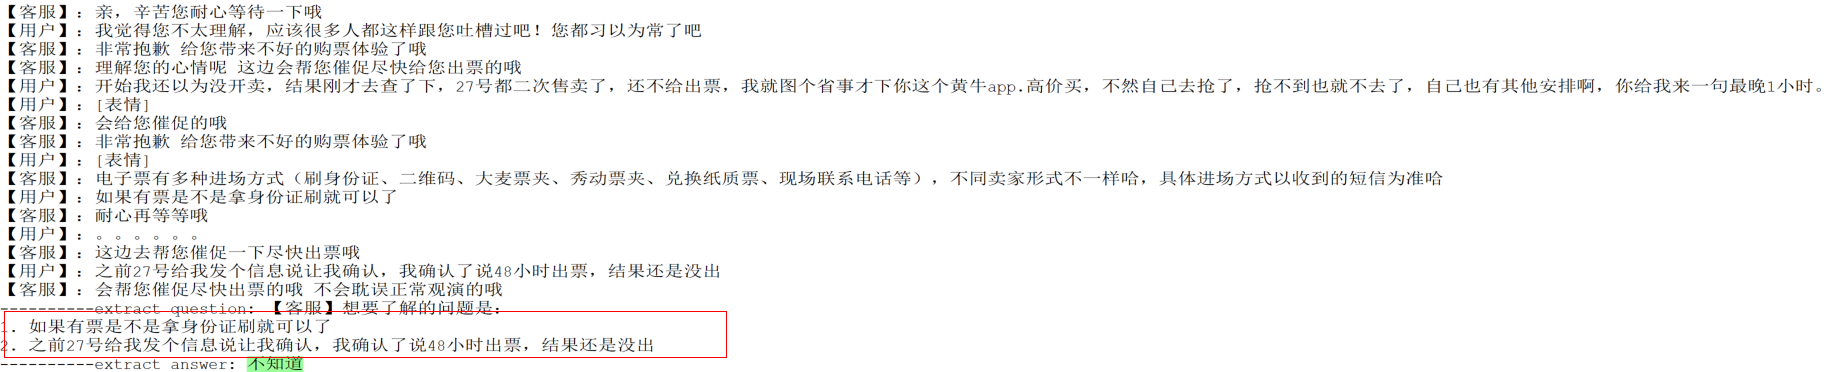 【客服】：亲，辛苦您耐心等待一下哦
【用户】：我觉得您不太理解，应该很多人都这样跟您吐槽过吧！您都习以为常了吧
【客服】：非常抱歉 给您带来不好的购票体验了哦
【客服】：理解您的心情呢 这边会帮您催促尽快给您出票的哦
【用户】：开始我还以为没开卖，结果刚才去查了下，27号都二次售卖了，还不给出票，我就图个省事才下你这个黄牛app.高价买，不然自己去抢了，抢不到也就不去了，自己也有其他安排啊，你给我来一句最晚1小时。
【用户】：[表情]
【客服】：会给您催促的哦
【客服】：非常抱歉 给您带来不好的购票体验了哦
【用户】：[表情]
【客服】：电子票有多种进场方式（刷身份证、二维码、大麦票夹、秀动票夹、兑换纸质票、现场联系电话等），不同卖家形式不一样哈，具体进场方式以收到的短信为准哈
【用户】：如果有票是不是拿身份证刷就可以了
【客服】：耐心再等等哦
【用户】：。。。。。。
【客服】：这边去帮您催促一下尽快出票哦
【用户】：之前27号给我发个信息说让我确认，我确认了说48小时出票，结果还是没出
【客服】：会帮您催促尽快出票的哦 不会耽误正常观演的哦
----------extract question: 【客服】想要了解的问题是：
1. 如果有票是不是拿身份证刷就可以了
2. 之前27号给我发个信息说让我确认，我确认了说48小时出票，结果还是没出
----------extract answer: 不知道